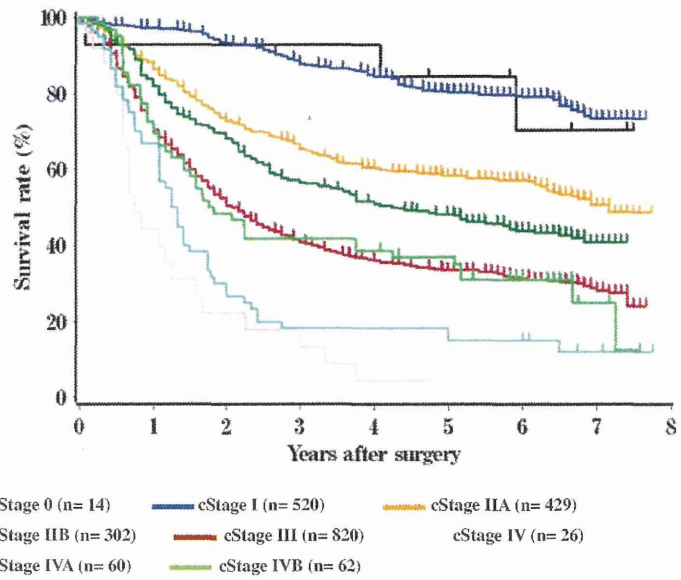 100
80
60
40
20
0
Survival rate (%)
0 1 2 3 4 5 6 7 8
Years after surgery
Stage 0 (n= 14) cStage I (n= 520) cStage IIA (n= 429)
Stage IIB (n= 302) cStage III (n= 820) cStage IV (n= 26)
Stage IVA (n= 60) cStage IVB (n= 62)